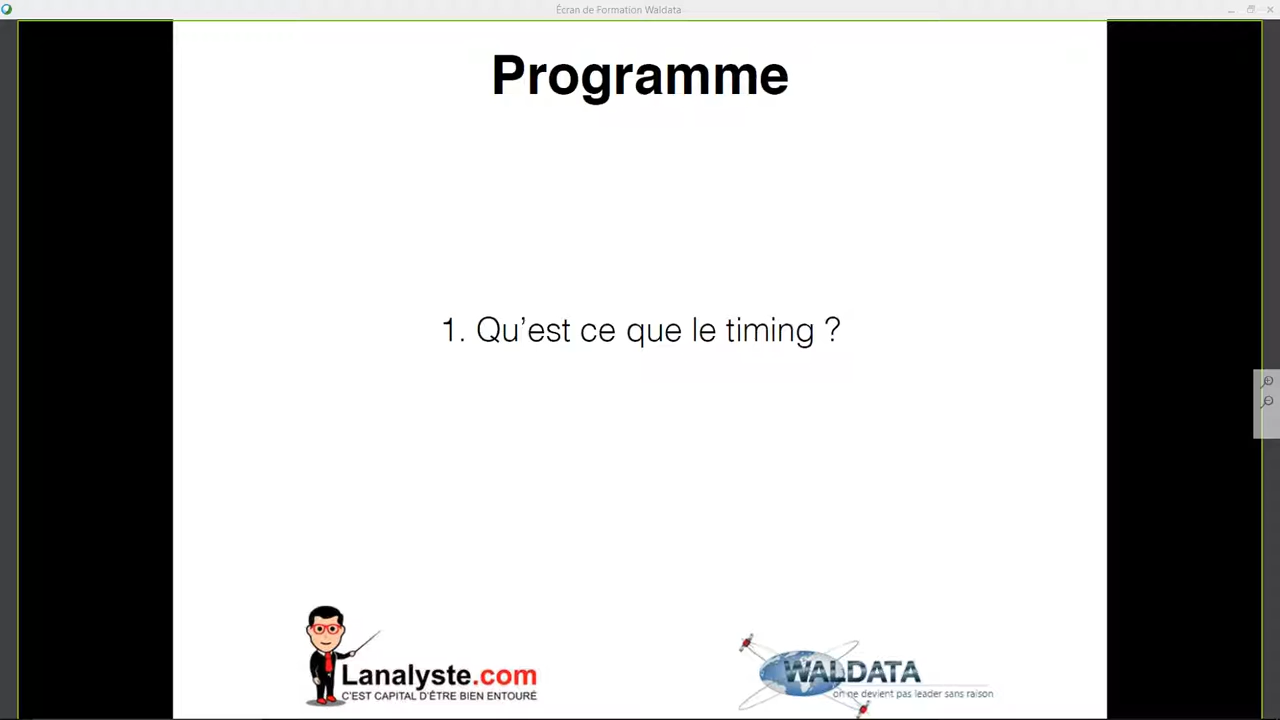 Écran de Formation Waldata
Programme
1. Qu’est ce que le timing ?
Lanalyste.com
C'EST CAPITAL D'ÊTRE BIEN ENTOURÉ
WALDATA
on ne devient pas leader sans raison